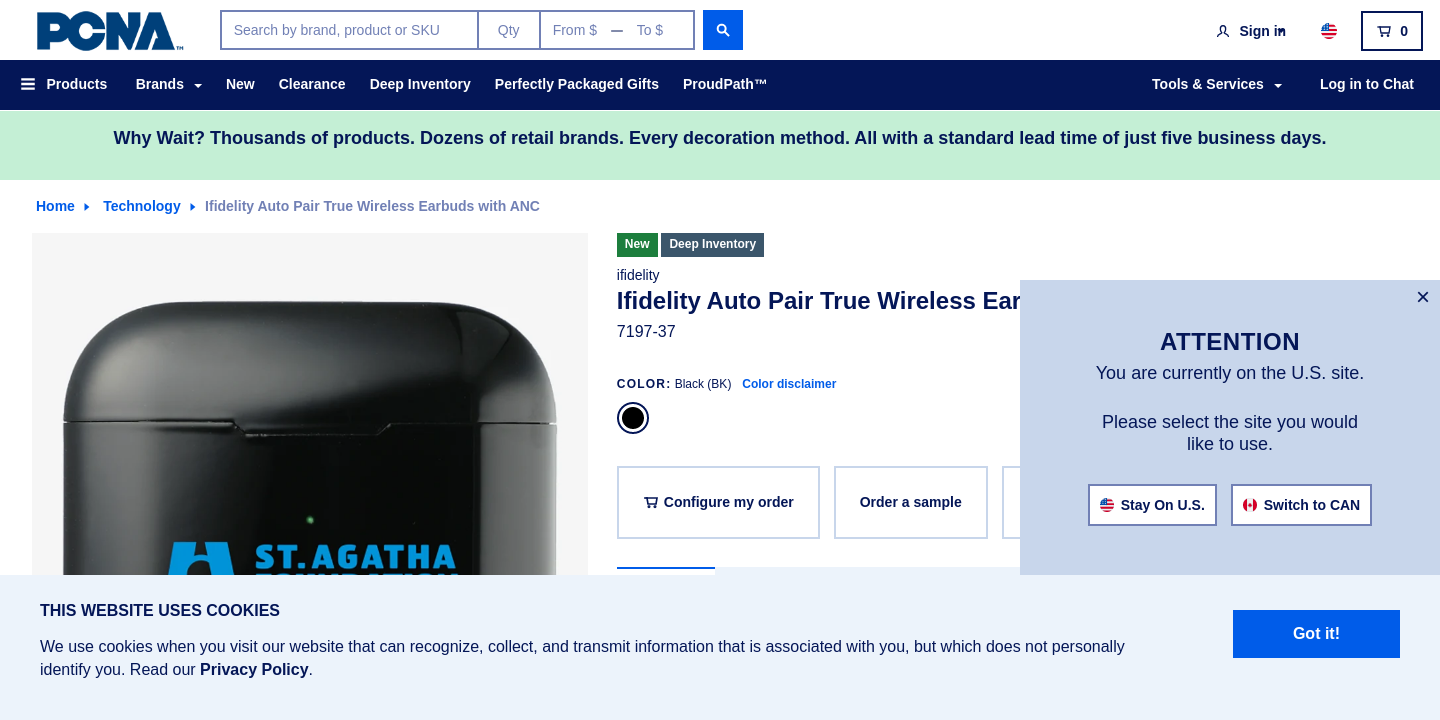 PCNA™
Search by brand, product or SKU
Qty
From $ — To $
Sign in
0
Products
Brands
New
Clearance
Deep Inventory
Perfectly Packaged Gifts
ProudPath™
Tools & Services
Log in to Chat
Why Wait? Thousands of products. Dozens of retail brands. Every decoration method. All with a standard lead time of just five business days.
Home
Technology
Ifidelity Auto Pair True Wireless Earbuds with ANC
New
Deep Inventory
ifidelity
Ifidelity Auto Pair True Wireless Ear
7197-37
COLOR: Black (BK) Color disclaimer
Configure my order
Order a sample
ST.AGATHA
FOUNDATION
×
ATTENTION
You are currently on the U.S. site.
Please select the site you would
like to use.
Stay On U.S.
Switch to CAN
THIS WEBSITE USES COOKIES
We use cookies when you visit our website that can recognize, collect, and transmit information that is associated with you, but which does not personally
identify you. Read our Privacy Policy.
Got it!